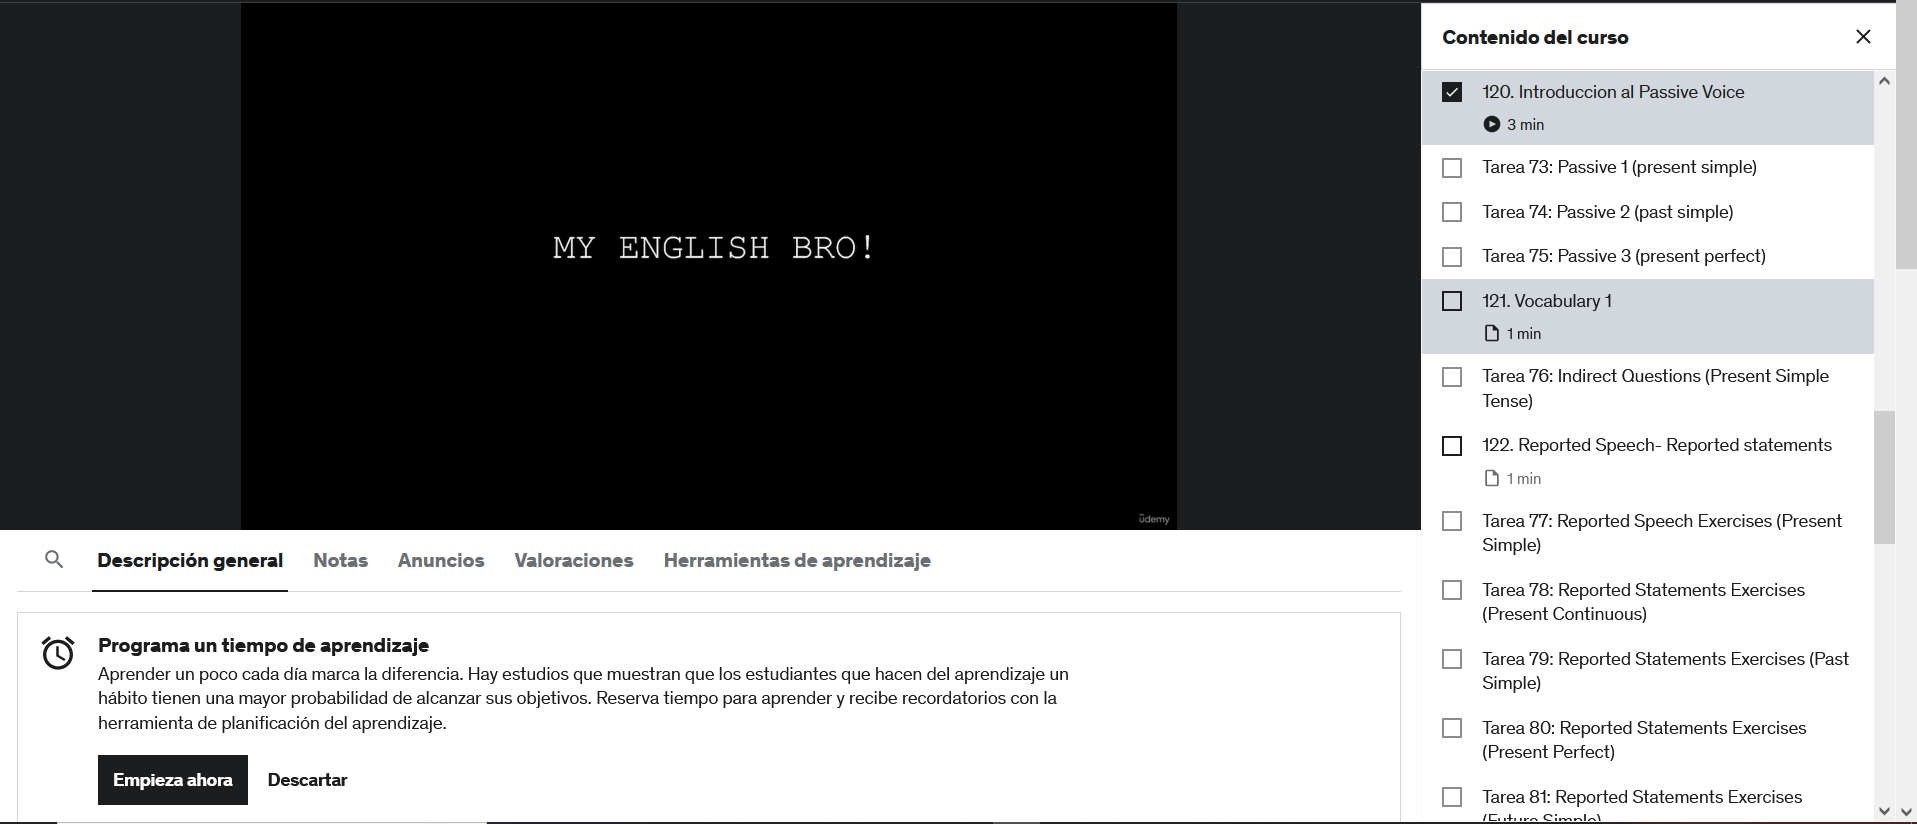 MY ENGLISH BRO!
ûdemy
Descripción general
Notas
Anuncios
Valoraciones
Herramientas de aprendizaje
Programa un tiempo de aprendizaje
Aprender un poco cada día marca la diferencia. Hay estudios que muestran que los estudiantes que hacen del aprendizaje un
hábito tienen una mayor probabilidad de alcanzar sus objetivos. Reserva tiempo para aprender y recibe recordatorios con la
herramienta de planificación del aprendizaje.
Empieza ahora
Descartar
Contenido del curso
120. Introduccion al Passive Voice
3 min
Tarea 73: Passive 1 (present simple)
Tarea 74: Passive 2 (past simple)
Tarea 75: Passive 3 (present perfect)
121. Vocabulary 1
1 min
Tarea 76: Indirect Questions (Present Simple
Tense)
122. Reported Speech- Reported statements
1 min
Tarea 77: Reported Speech Exercises (Present
Simple)
Tarea 78: Reported Statements Exercises
(Present Continuous)
Tarea 79: Reported Statements Exercises (Past
Simple)
Tarea 80: Reported Statements Exercises
(Present Perfect)
Tarea 81: Reported Statements Exercises
(Future Simple)